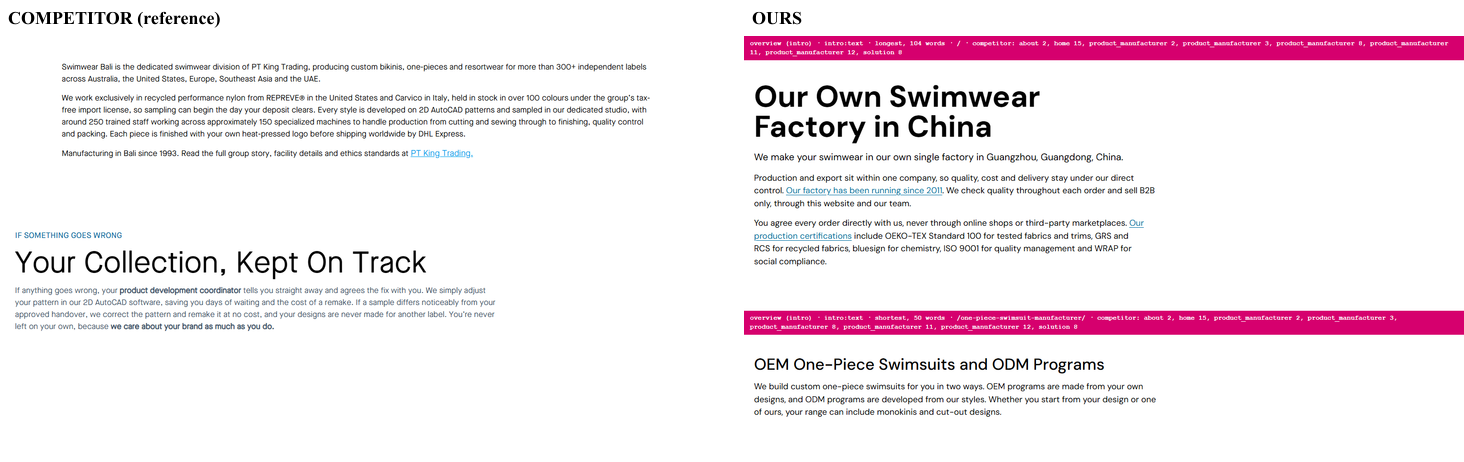 COMPETITOR (reference)
Swimwear Bali is the dedicated swimwear division of PT King Trading, producing custom bikinis, one-pieces and resortwear for more than 300+ independent labels
across Australia, the United States, Europe, Southeast Asia and the UAE.
We work exclusively in recycled performance nylon from REPREVE® in the United States and Carvico in Italy, held in stock in over 100 colours under the group's tax-
free import license, so sampling can begin the day your deposit clears. Every style is developed on 2D AutoCAD patterns and sampled in our dedicated studio, with
around 250 trained staff working across approximately 150 specialized machines to handle production from cutting and sewing through to finishing, quality control
and packing. Each piece is finished with your own heat-pressed logo before shipping worldwide by DHL Express.
Manufacturing in Bali since 1993. Read the full group story, facility details and ethics standards at PT King Trading.
IF SOMETHING GOES WRONG
Your Collection, Kept On Track
If anything goes wrong, your product development coordinator tells you straight away and agrees the fix with you. We simply adjust
your pattern in our 2D AutoCAD software, saving you days of waiting and the cost of a remake. If a sample differs noticeably from your
approved handover, we correct the pattern and remake it at no cost, and your designs are never made for another label. You're never
left on your own, because we care about your brand as much as you do.
OURS
overview (intro) · intro:text · longest, 104 words · / · competitor: about 2, home 15, product_manufacturer 2, product_manufacturer 3, product_manufacturer 8, product_manufacturer
11, product_manufacturer 12, solution 8
Our Own Swimwear
Factory in China
We make your swimwear in our own single factory in Guangzhou, Guangdong, China.
Production and export sit within one company, so quality, cost and delivery stay under our direct
control. Our factory has been running since 2011. We check quality throughout each order and sell B2B
only, through this website and our team.
You agree every order directly with us, never through online shops or third-party marketplaces. Our
production certifications include OEKO-TEX Standard 100 for tested fabrics and trims, GRS and
RCS for recycled fabrics, bluesign for chemistry, ISO 9001 for quality management and WRAP for
social compliance.
overview (intro) · intro:text · shortest, 50 words · /one-piece-swimsuit-manufacturer/ · competitor: about 2, home 15, product_manufacturer 2, product_manufacturer 3,
product_manufacturer 8, product_manufacturer 11, product_manufacturer 12, solution 8
OEM One-Piece Swimsuits and ODM Programs
We build custom one-piece swimsuits for you in two ways. OEM programs are made from your own
designs, and ODM programs are developed from our styles. Whether you start from your design or one
of ours, your range can include monokinis and cut-out designs.